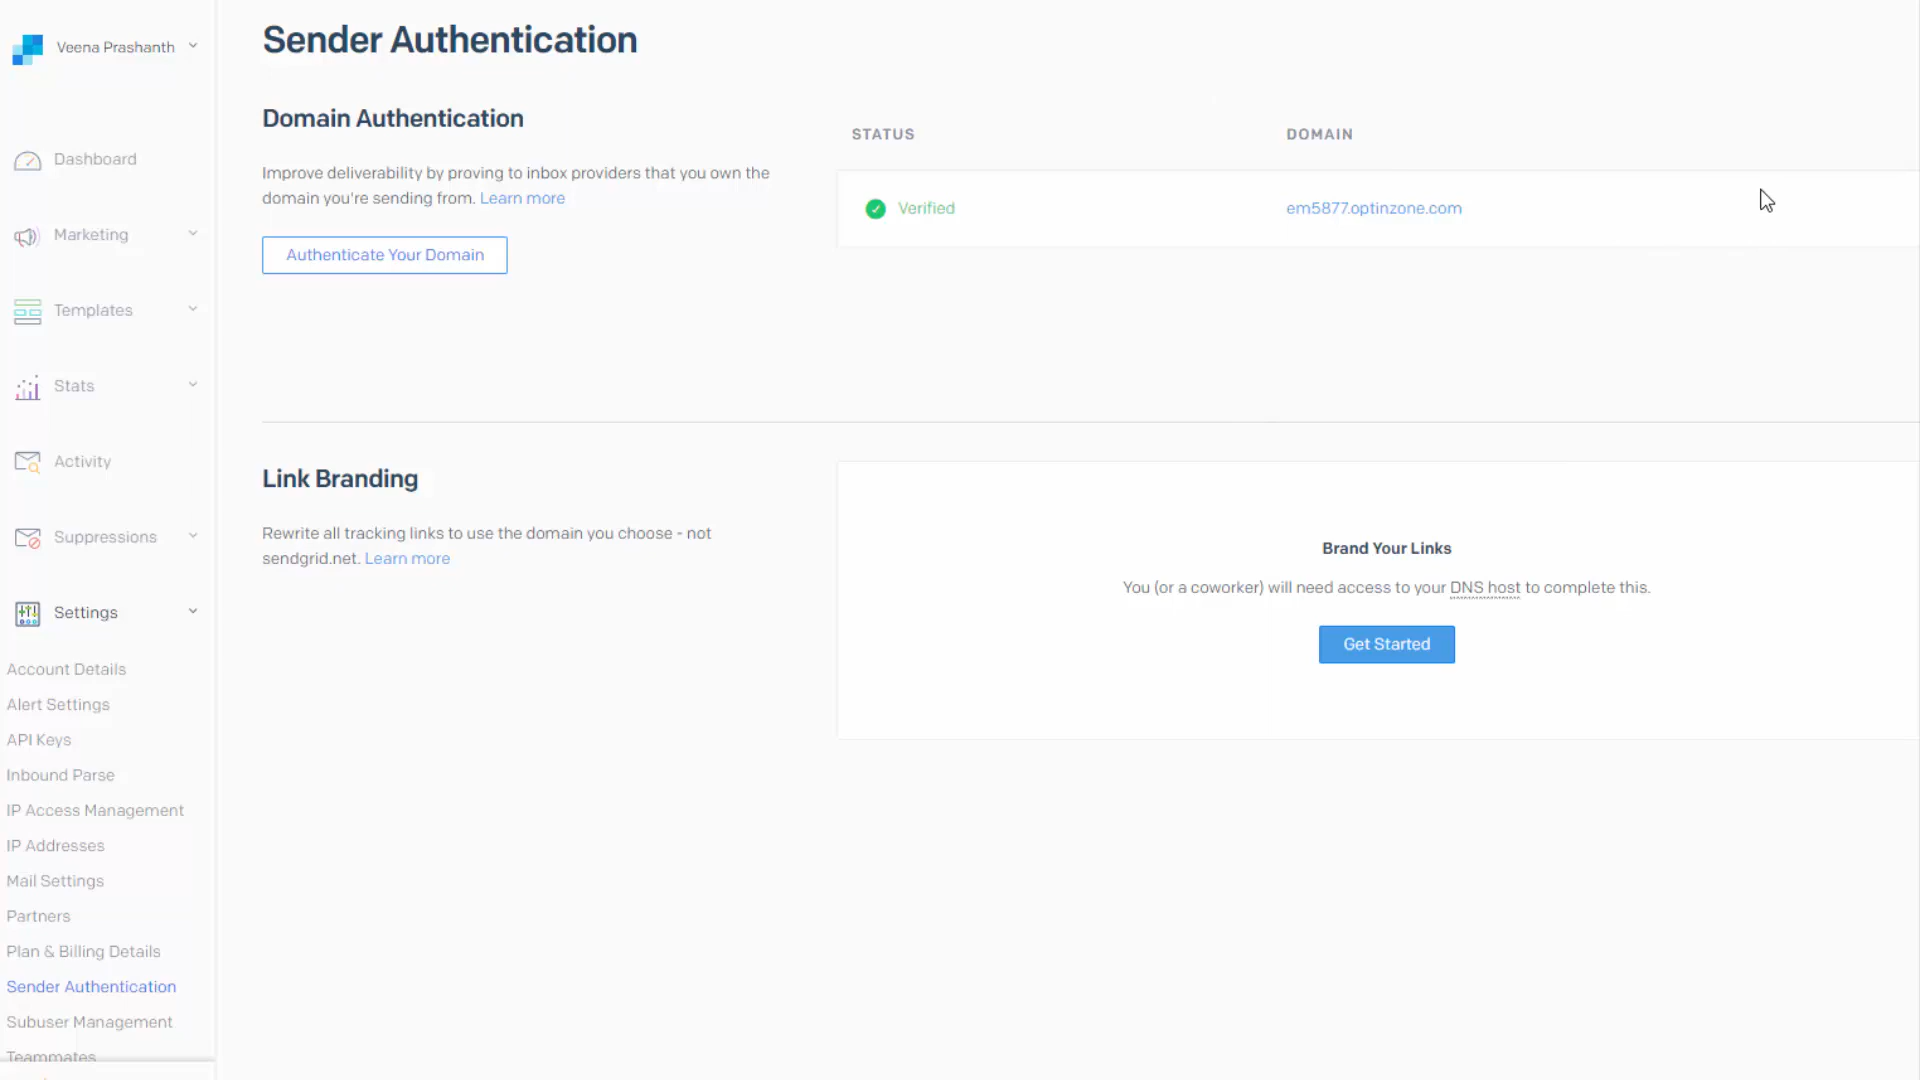 Veena Prashanth
Dashboard
Marketing
Templates
Stats
Activity
Suppressions
Settings
Account Details
Alert Settings
API Keys
Inbound Parse
IP Access Management
IP Addresses
Mail Settings
Partners
Plan & Billing Details
Sender Authentication
Subuser Management
Teammates
Sender Authentication
Domain Authentication
Improve deliverability by proving to inbox providers that you own the
domain you're sending from. Learn more
Authenticate Your Domain
STATUS DOMAIN
Verified em5877.optinzone.com
Link Branding
Rewrite all tracking links to use the domain you choose - not
sendgrid.net. Learn more
Brand Your Links
You (or a coworker) will need access to your DNS host to complete this.
Get Started